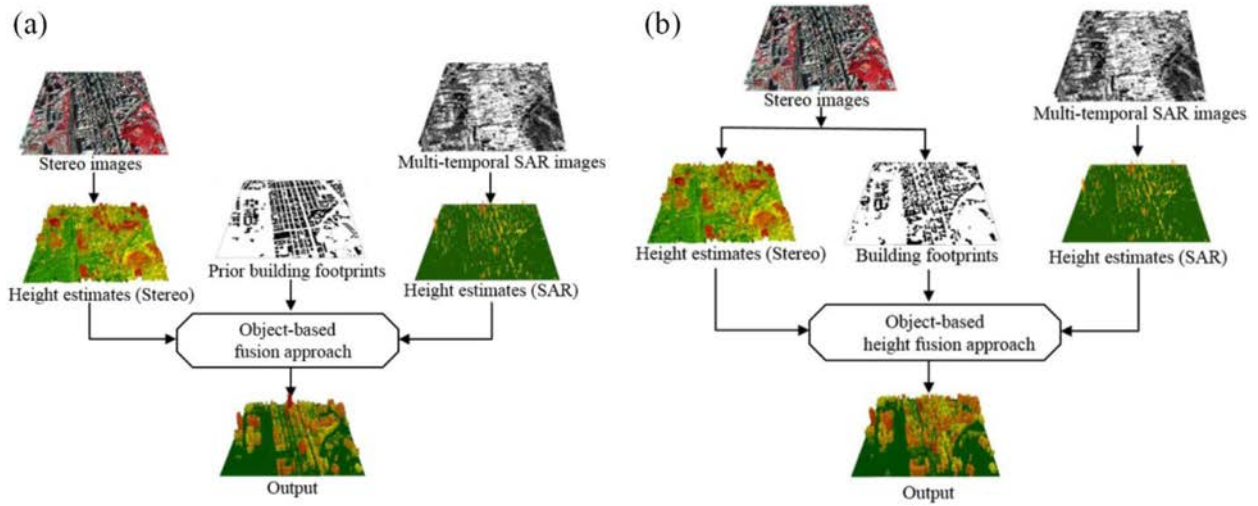 (a)
Stereo images
Multi-temporal SAR images
Prior building footprints
Height estimates (Stereo)
Height estimates (SAR)
Object-based
fusion approach
Output
(b)
Stereo images
Multi-temporal SAR images
Height estimates (Stereo)
Building footprints
Height estimates (SAR)
Object-based
height fusion approach
Output